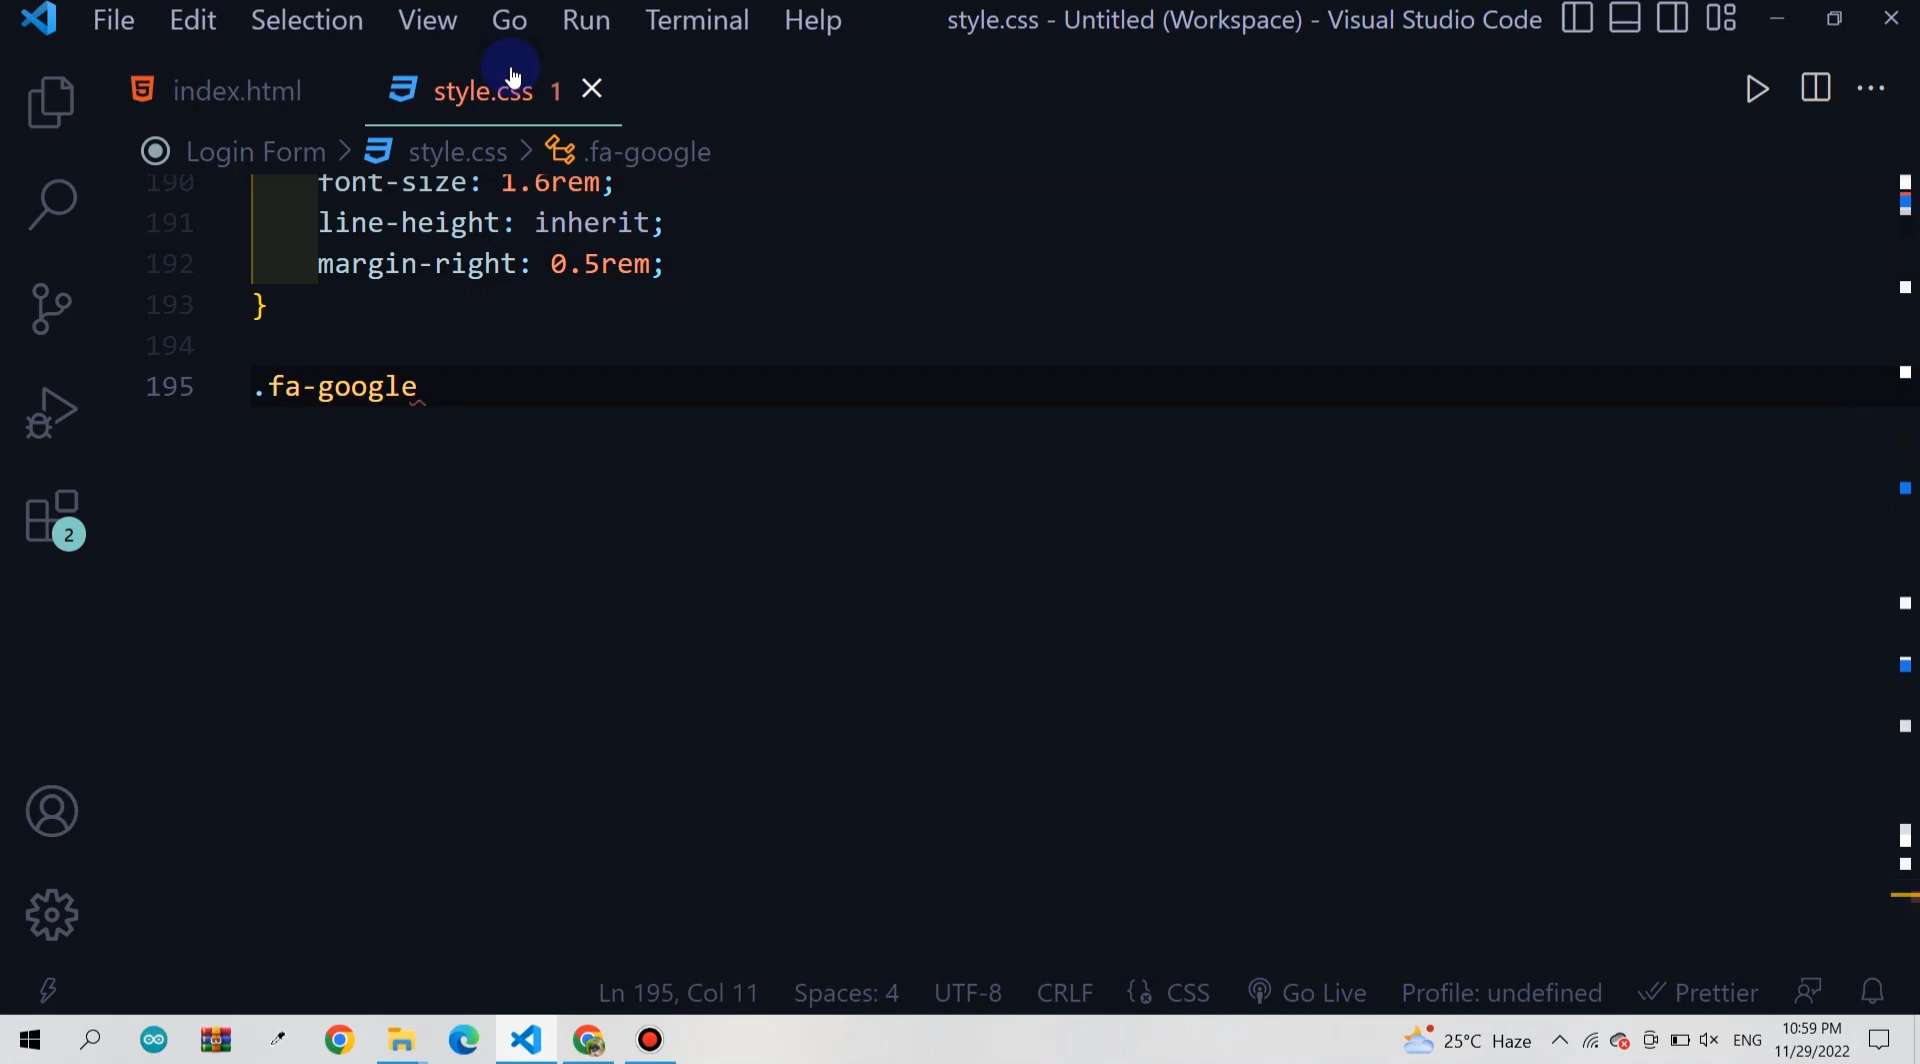 File Edit Selection View Go Run Terminal Help style.css - Untitled (Workspace) - Visual Studio Code
index.html style.css 1
Login Form > style.css > .fa-google
190 font-size: 1.6rem;
191 line-height: inherit;
192 margin-right: 0.5rem;
193 }
194
195 .fa-google
2
Ln 195, Col 11 Spaces: 4 UTF-8 CRLF CSS Go Live Profile: undefined Prettier
25°C Haze ENG 10:59 PM
11/29/2022